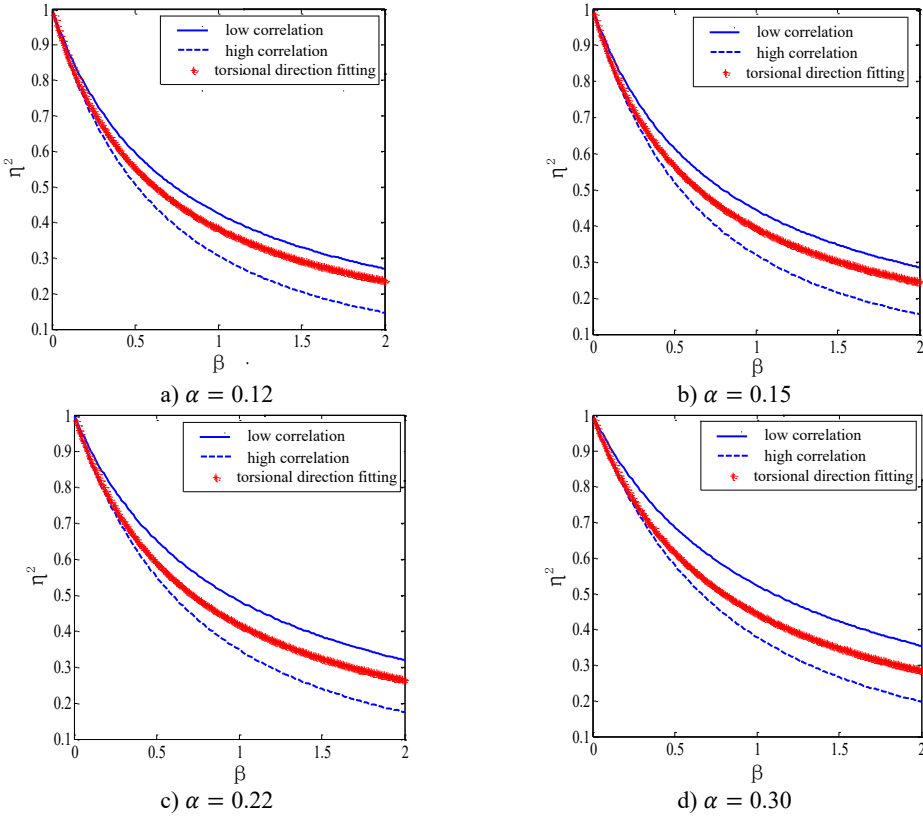 1
0.9
0.8
0.7
0.6
0.5
0.4
0.3
0.2
0.1
η²
low correlation
high correlation
torsional direction fitting
0 0.5 1 1.5 2
β
a) α = 0.12
1
0.9
0.8
0.7
0.6
0.5
0.4
0.3
0.2
0.1
η²
low correlation
high correlation
torsional direction fitting
0 0.5 1 1.5 2
β
b) α = 0.15
1
0.9
0.8
0.7
0.6
0.5
0.4
0.3
0.2
0.1
η²
low correlation
high correlation
torsional direction fitting
0 0.5 1 1.5 2
β
c) α = 0.22
1
0.9
0.8
0.7
0.6
0.5
0.4
0.3
0.2
0.1
η²
low correlation
high correlation
torsional direction fitting
0 0.5 1 1.5 2
β
d) α = 0.30